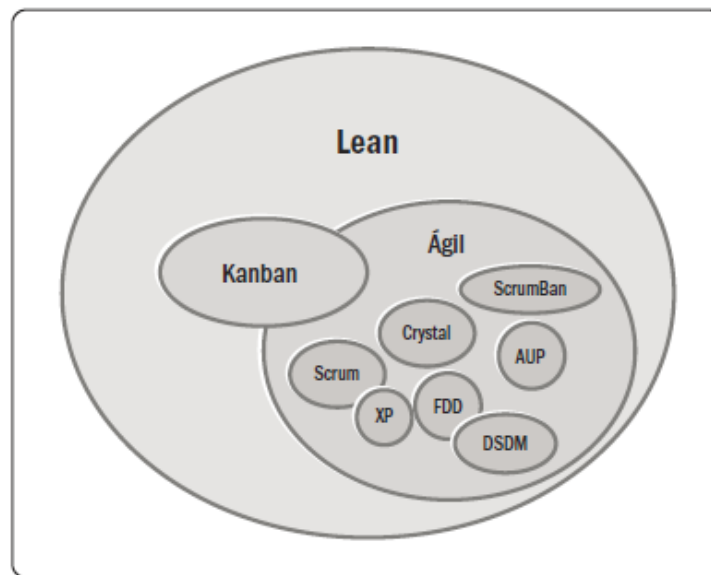 Lean
Ágil
Kanban
ScrumBan
Crystal
AUP
Scrum
XP
FDD
DSDM